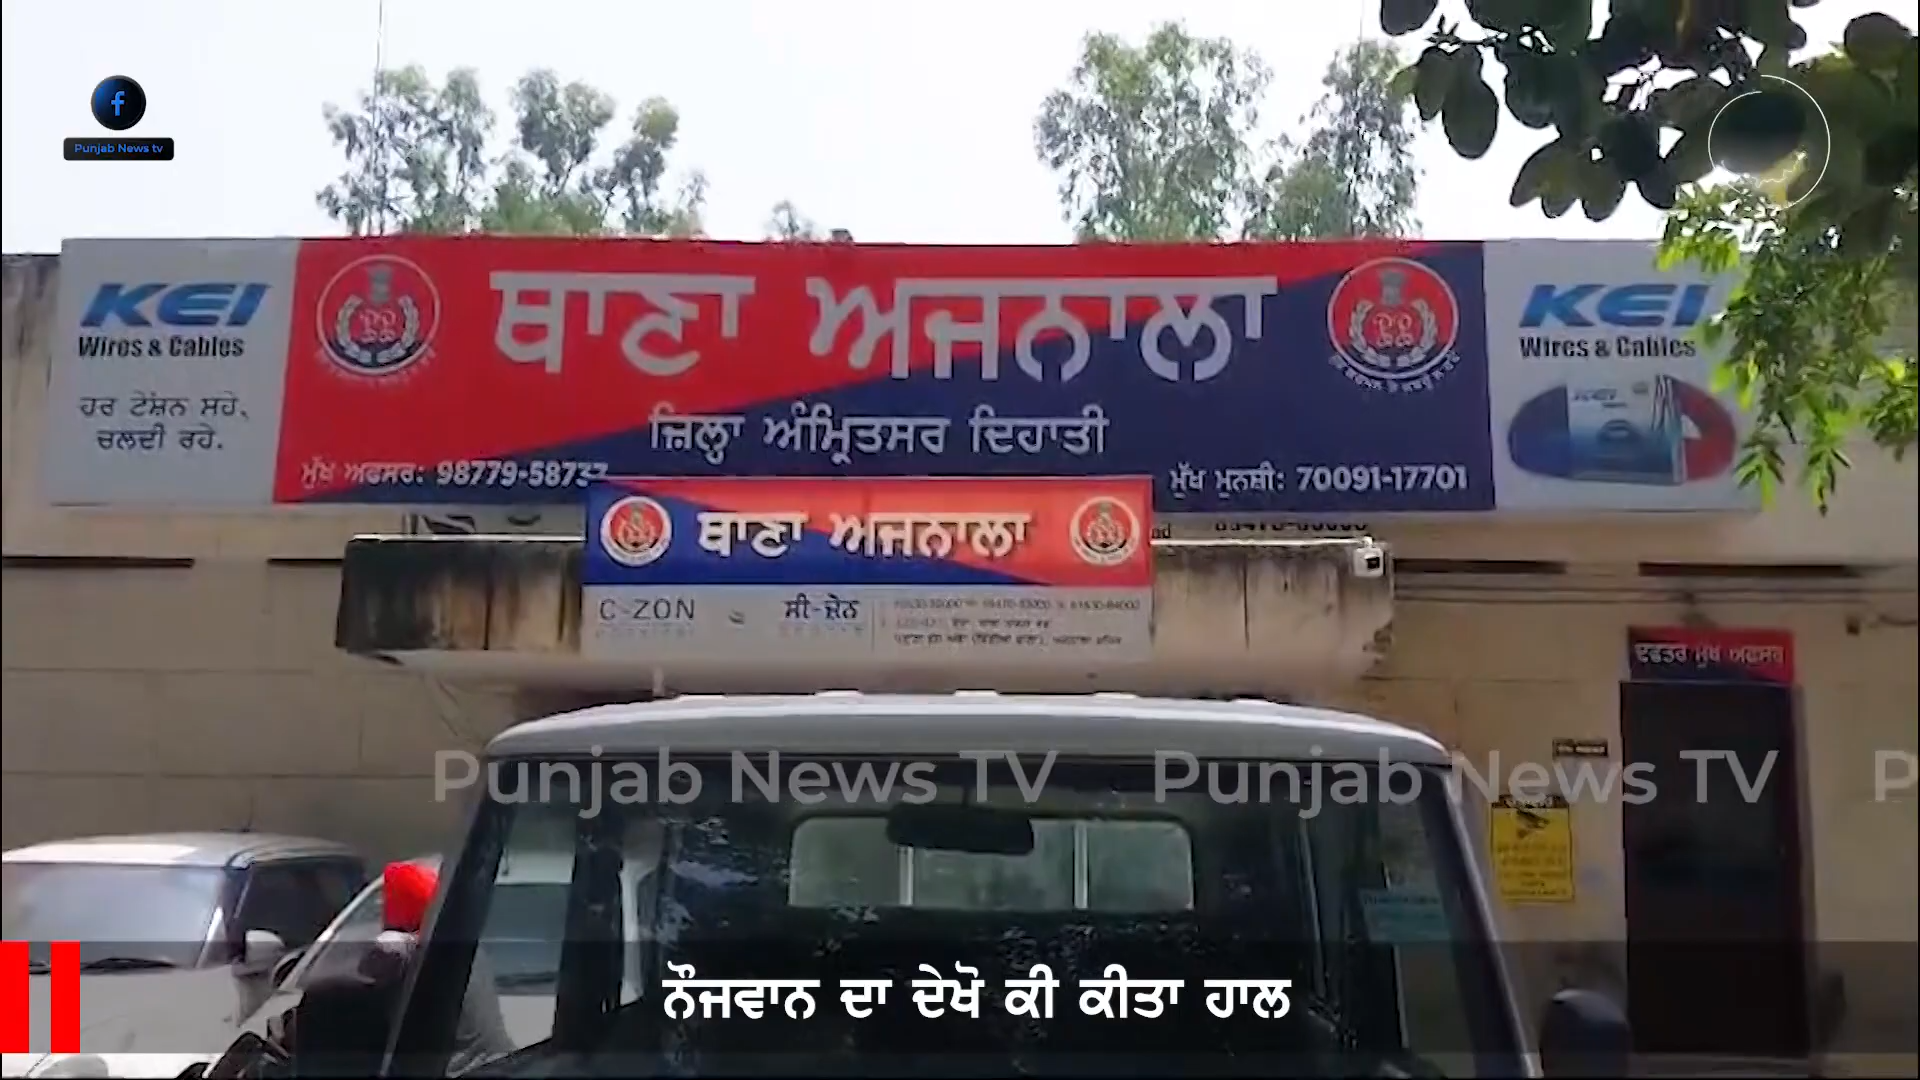 f
Punjab News tv
KEI
Wires & Cables
ਹਰ ਟੇਸ਼ੰਨ ਸਹੇ,
ਚਲਦੀ ਰਹੇ.
ਥਾਣਾ ਅਜਨਾਲਾ
ਜ਼ਿਲ੍ਹਾ ਅੰਮ੍ਰਿਤਸਰ ਦਿਹਾਤੀ
ਮੁੱਖ ਅਫਸਰ: 98779-58737
ਮੁੱਖ ਮੁਨਸ਼ੀ: 70091-17701
KEI
Wires & Cables
KEI
ਥਾਣਾ ਅਜਨਾਲਾ
C-ZON
ਸੀ-ਜ਼ੋਨ
ਦਫਤਰ ਮੁੱਖ ਅਫਸਰ
Punjab News TV Punjab News TV P
ਨੌਜਵਾਨ ਦਾ ਦੇਖੋ ਕੀ ਕੀਤਾ ਹਾਲ